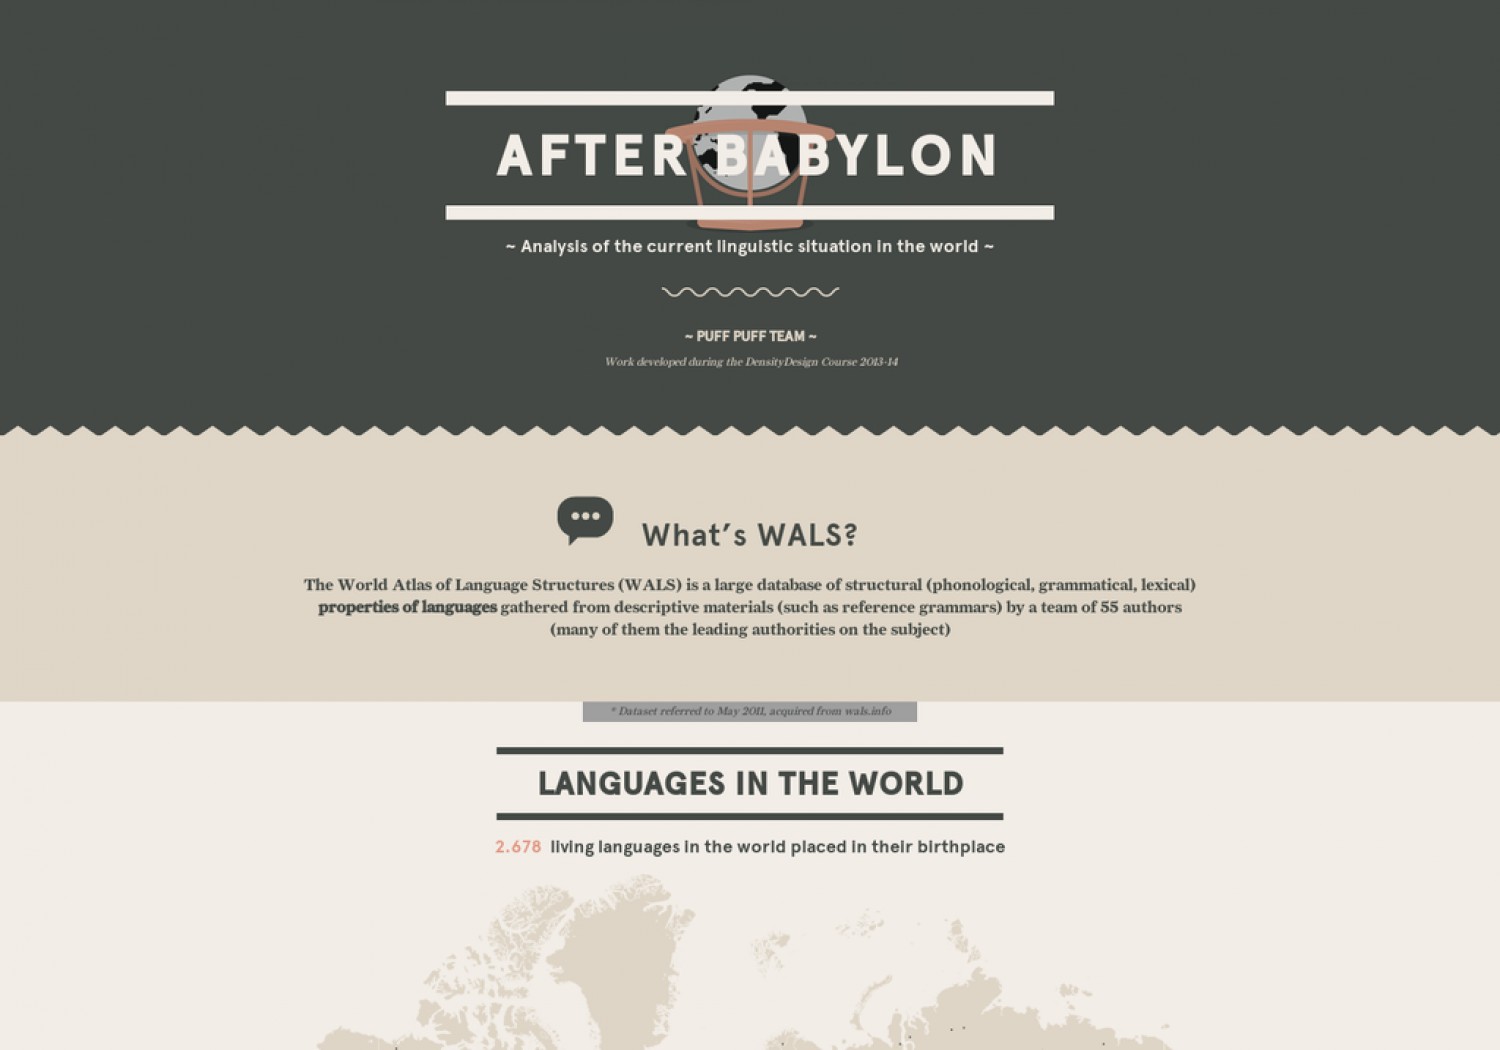 AFTER BABYLON
~ Analysis of the current linguistic situation in the world ~
~ PUFF PUFF TEAM ~
Work developed during the DensityDesign Course 2013-14
What's WALS?
The World Atlas of Language Structures (WALS) is a large database of structural (phonological, grammatical, lexical)
properties of languages gathered from descriptive materials (such as reference grammars) by a team of 55 authors
(many of them the leading authorities on the subject)
* Dataset referred to May 2011, acquired from wals.info
LANGUAGES IN THE WORLD
2.678 living languages in the world placed in their birthplace